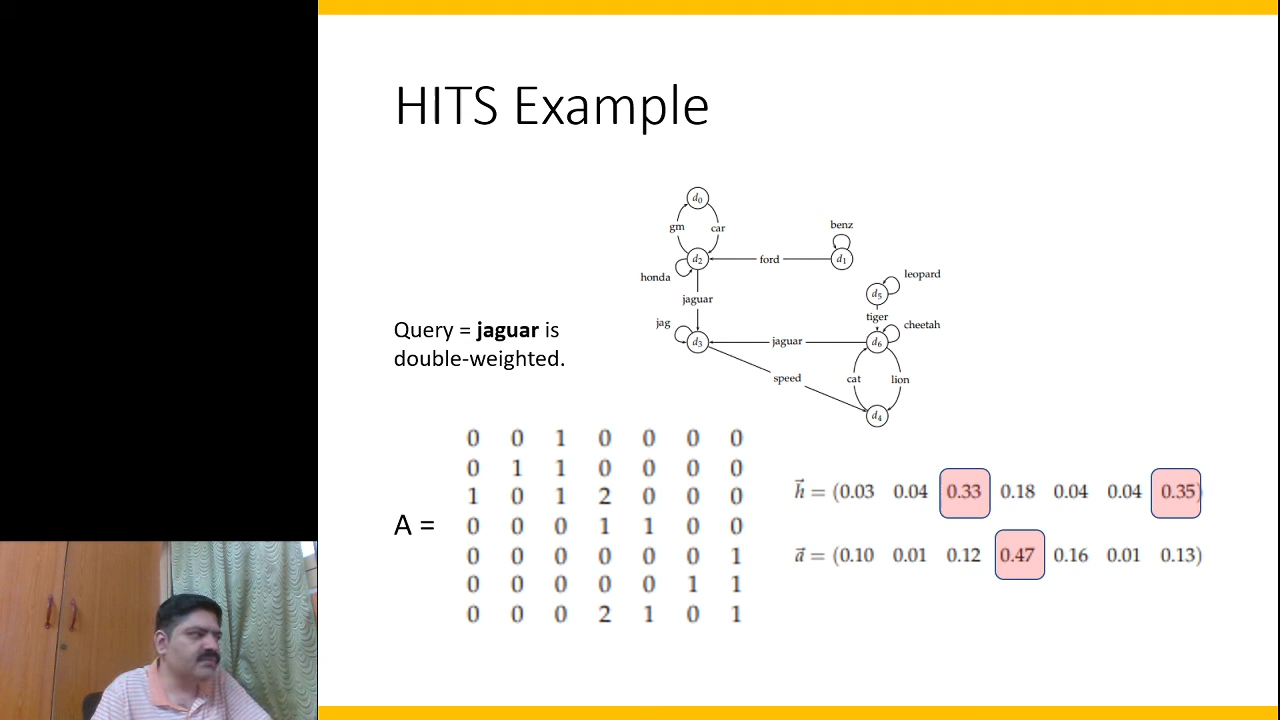 HITS Example
d0
gm car
benz
d2 ford d1
honda
leopard
d5
jaguar
tiger
jag
cheetah
d3 jaguar d6
speed cat lion
d4
Query = jaguar is
double-weighted.
A =
0 0 1 0 0 0 0
0 1 1 0 0 0 0
1 0 1 2 0 0 0
0 0 0 1 1 0 0
0 0 0 0 0 0 1
0 0 0 0 0 1 1
0 0 0 2 1 0 1
h⃗ = (0.03 0.04 0.33 0.18 0.04 0.04 0.35)
a⃗ = (0.10 0.01 0.12 0.47 0.16 0.01 0.13)